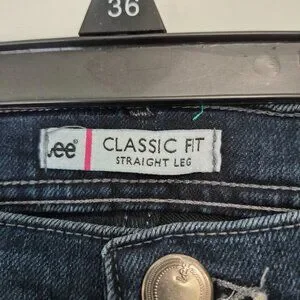 36
Lee®
CLASSIC FIT
STRAIGHT LEG